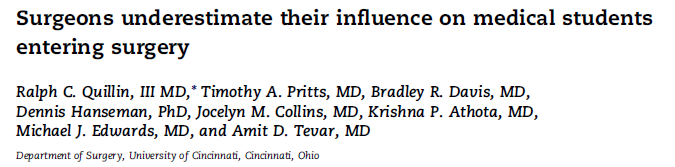 Surgeons underestimate their influence on medical students
entering surgery
Ralph C. Quillin, III MD,* Timothy A. Pritts, MD, Bradley R. Davis, MD,
Dennis Hanseman, PhD, Jocelyn M. Collins, MD, Krishna P. Athota, MD,
Michael J. Edwards, MD, and Amit D. Tevar, MD
Department of Surgery, University of Cincinnati, Cincinnati, Ohio